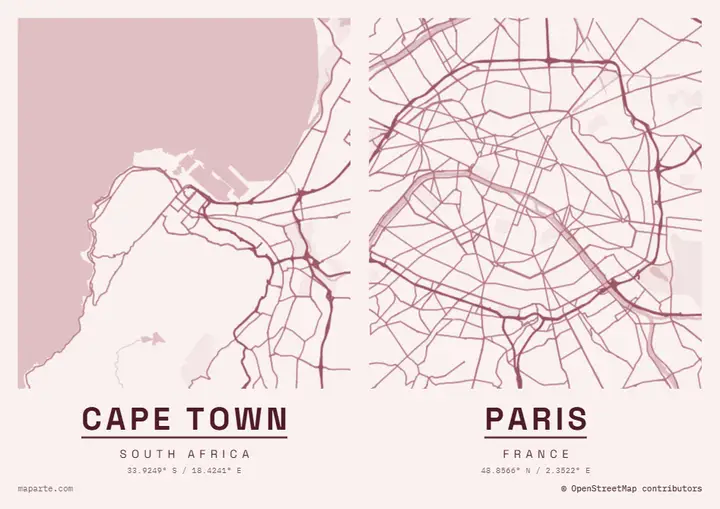 CAPE TOWN
SOUTH AFRICA
33.9249° S / 18.4241° E
PARIS
FRANCE
48.8566° N / 2.3522° E
maparte.com
© OpenStreetMap contributors